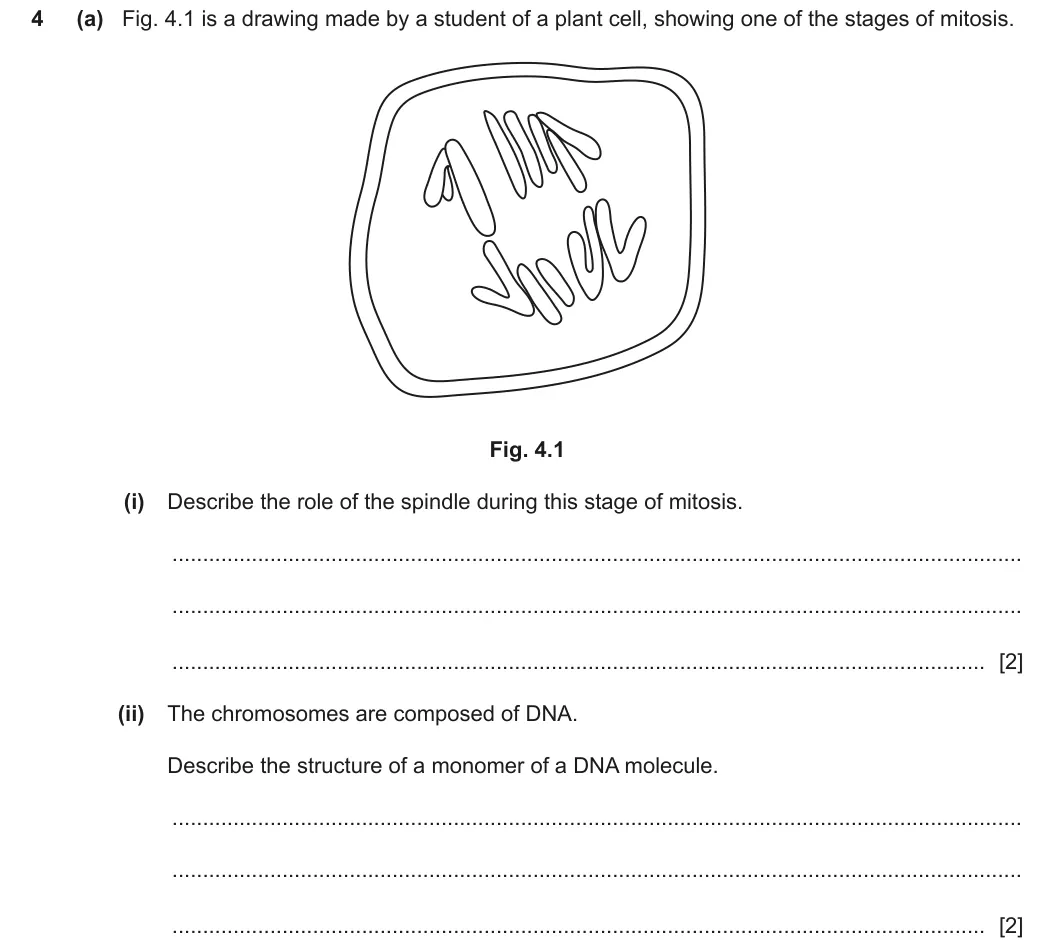 4 (a) Fig. 4.1 is a drawing made by a student of a plant cell, showing one of the stages of mitosis.
Fig. 4.1
(i) Describe the role of the spindle during this stage of mitosis.
...................................................................................................................................................
...................................................................................................................................................
............................................................................................................................................. [2]
(ii) The chromosomes are composed of DNA.
Describe the structure of a monomer of a DNA molecule.
...................................................................................................................................................
...................................................................................................................................................
............................................................................................................................................. [2]